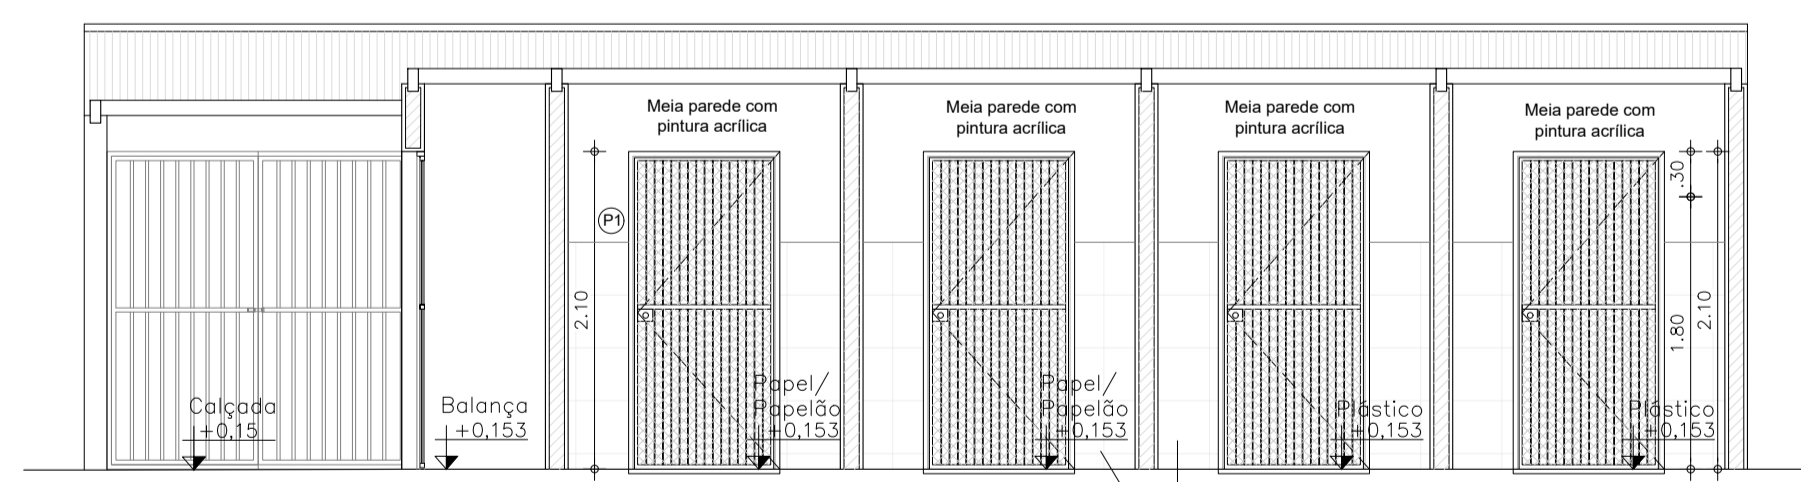 Meia parede com
pintura acrílica
Meia parede com
pintura acrílica
Meia parede com
pintura acrílica
Meia parede com
pintura acrílica
P1
2.10
.30
1.80
2.10
Calçada
+0,15
Balança
+0,153
Papel/
Papelão
+0,153
Papel/
Papelão
+0,153
Plástico
+0,153
Plástico
+0,153